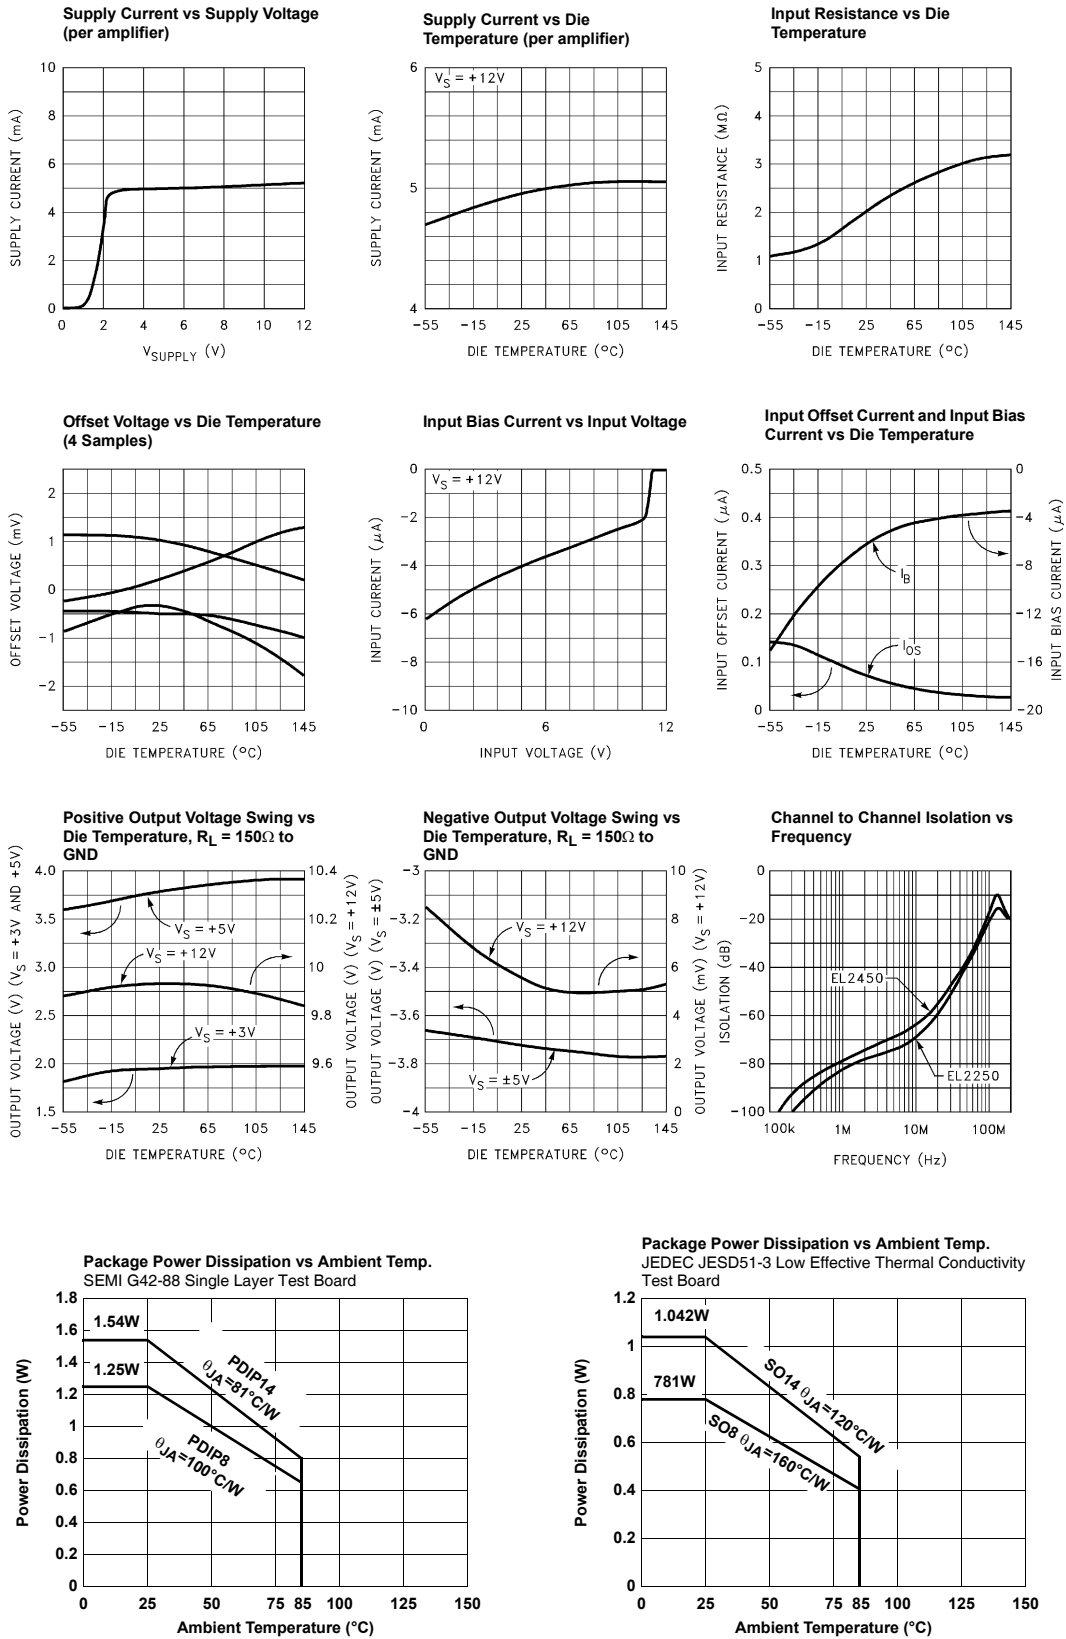 Supply Current vs Supply Voltage
(per amplifier)
10
8
6
4
2
0
0 2 4 6 8 10 12
SUPPLY CURRENT (mA)
VSUPPLY (V)
Supply Current vs Die
Temperature (per amplifier)
VS = +12V
6
5
4
-55 -15 25 65 105 145
SUPPLY CURRENT (mA)
DIE TEMPERATURE (°C)
Input Resistance vs Die
Temperature
5
4
3
2
1
0
-55 -15 25 65 105 145
INPUT RESISTANCE (MΩ)
DIE TEMPERATURE (°C)
Offset Voltage vs Die Temperature
(4 Samples)
2
1
0
-1
-2
-55 -15 25 65 105 145
OFFSET VOLTAGE (mV)
DIE TEMPERATURE (°C)
Input Bias Current vs Input Voltage
VS = +12V
0
-2
-4
-6
-8
-10
0 6 12
INPUT CURRENT (μA)
INPUT VOLTAGE (V)
Input Offset Current and Input Bias
Current vs Die Temperature
0.5
0.4
0.3
0.2
0.1
0
0
-4
-8
-12
-16
-20
IB
IOS
-55 -15 25 65 105 145
INPUT OFFSET CURRENT (μA)
INPUT BIAS CURRENT (μA)
DIE TEMPERATURE (°C)
Positive Output Voltage Swing vs
Die Temperature, RL = 150Ω to
GND
4.0
3.5
3.0
2.5
2.0
1.5
10.4
10.2
10
9.8
9.6
VS = +5V
VS = +12V
VS = +3V
-55 -15 25 65 105 145
OUTPUT VOLTAGE (V) (VS = +3V AND +5V)
OUTPUT VOLTAGE (V) (VS = +12V)
DIE TEMPERATURE (°C)
Negative Output Voltage Swing vs
Die Temperature, RL = 150Ω to
GND
-3
-3.2
-3.4
-3.6
-3.8
-4
10
8
6
4
2
0
VS = +12V
VS = ±5V
-55 -15 25 65 105 145
OUTPUT VOLTAGE (V) (VS = ±5V)
OUTPUT VOLTAGE (mV) (VS = +12V)
DIE TEMPERATURE (°C)
Channel to Channel Isolation vs
Frequency
0
-20
-40
-60
-80
-100
EL2450
EL2250
100k 1M 10M 100M
ISOLATION (dB)
FREQUENCY (Hz)
Package Power Dissipation vs Ambient Temp.
SEMI G42-88 Single Layer Test Board
1.8
1.6
1.4
1.2
1
0.8
0.6
0.4
0.2
0
1.54W
1.25W
PDIP14
θJA=81°C/W
PDIP8
θJA=100°C/W
0 25 50 75 85 100 125 150
Power Dissipation (W)
Ambient Temperature (°C)
Package Power Dissipation vs Ambient Temp.
JEDEC JESD51-3 Low Effective Thermal Conductivity
Test Board
1.2
1
0.8
0.6
0.4
0.2
0
1.042W
781W
SO14 θJA=120°C/W
SO8 θJA=160°C/W
0 25 50 75 85 100 125 150
Power Dissipation (W)
Ambient Temperature (°C)